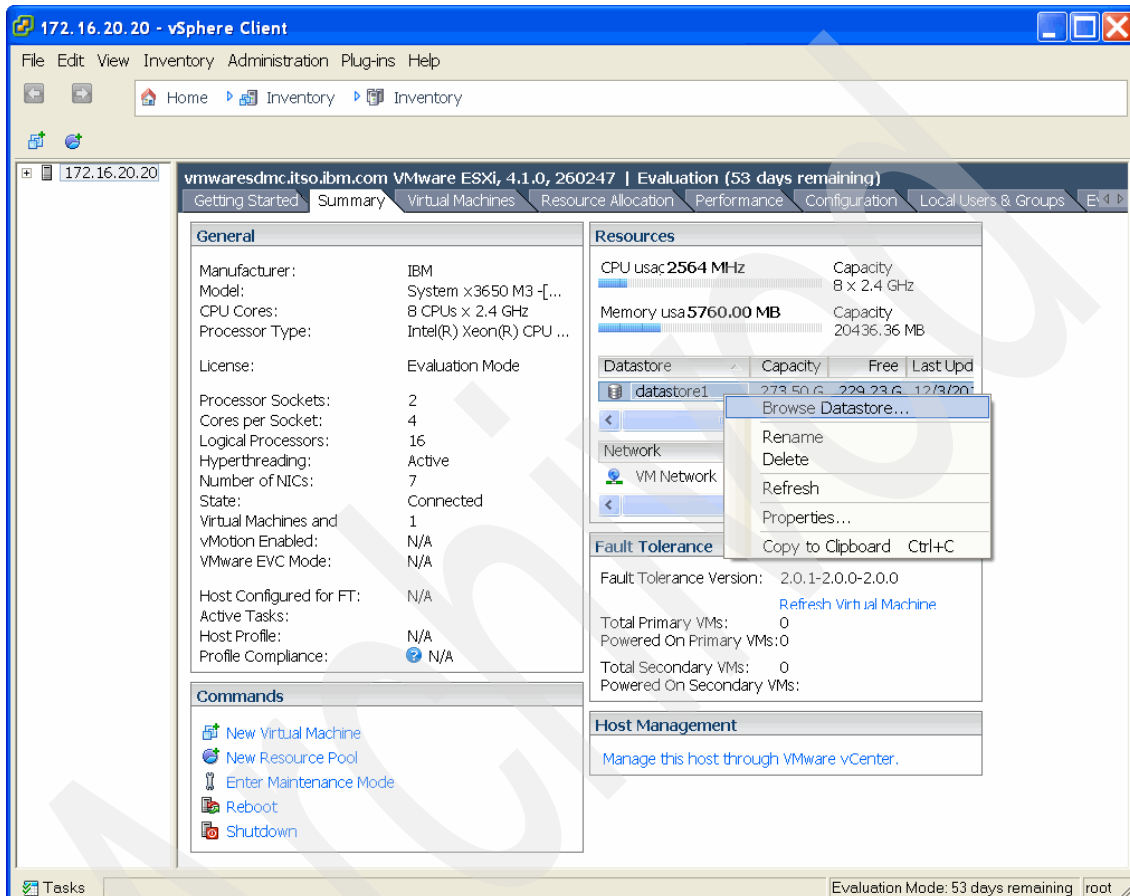 172.16.20.20 - vSphere Client
File Edit View Inventory Administration Plug-ins Help
Home Inventory Inventory
172.16.20.20
vmwaresdmc.itso.ibm.com VMware ESXi, 4.1.0, 260247 | Evaluation (53 days remaining)
Getting Started Summary Virtual Machines Resource Allocation Performance Configuration Local Users & Groups
General
Manufacturer: IBM
Model: System x3650 M3 -[...
CPU Cores: 8 CPUs x 2.4 GHz
Processor Type: Intel(R) Xeon(R) CPU ...
License: Evaluation Mode
Processor Sockets: 2
Cores per Socket: 4
Logical Processors: 16
Hyperthreading: Active
Number of NICs: 7
State: Connected
Virtual Machines and 1
vMotion Enabled: N/A
VMware EVC Mode: N/A
Host Configured for FT: N/A
Active Tasks:
Host Profile: N/A
Profile Compliance: N/A
Commands
New Virtual Machine
New Resource Pool
Enter Maintenance Mode
Reboot
Shutdown
Resources
CPU usag 2564 MHz Capacity
8 x 2.4 GHz
Memory usa 5760.00 MB Capacity
20436.36 MB
Datastore Capacity Free Last Upd
datastore1 273.50 G 229.23 G 12/3/20
Browse Datastore...
Rename
Delete
Refresh
Properties...
Copy to Clipboard Ctrl+C
Network
VM Network
Fault Tolerance
Fault Tolerance Version: 2.0.1-2.0.0-2.0.0
Refresh Virtual Machine
Total Primary VMs: 0
Powered On Primary VMs:0
Total Secondary VMs: 0
Powered On Secondary VMs:
Host Management
Manage this host through VMware vCenter.
Tasks
Evaluation Mode: 53 days remaining root
Archived